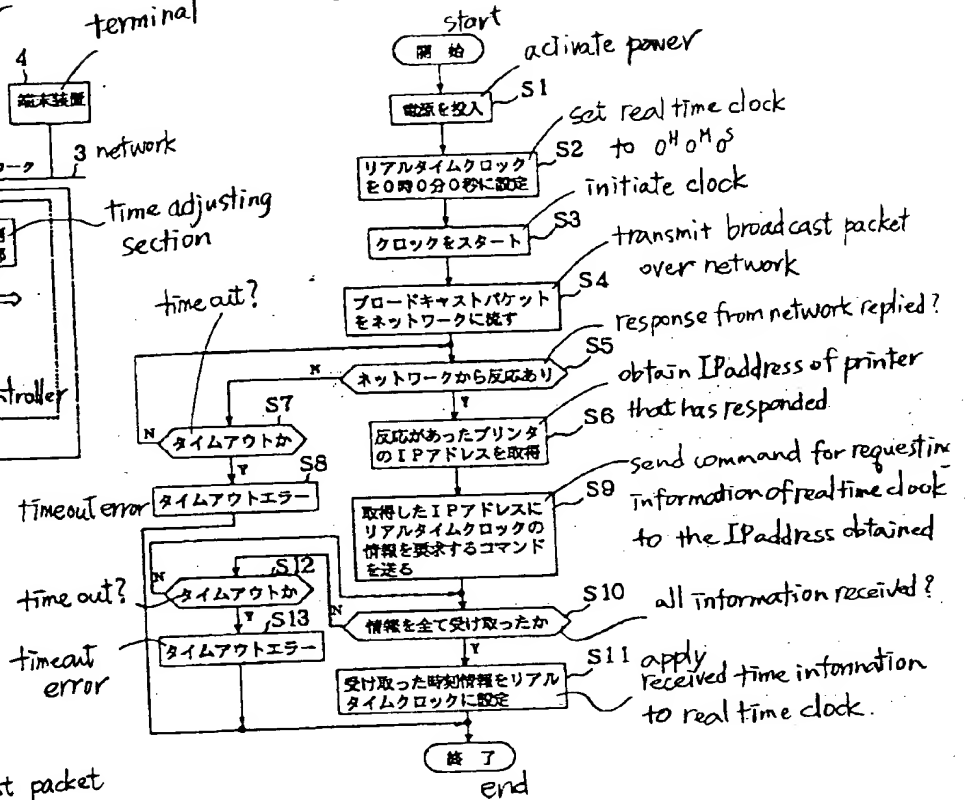 terminal
4
端末装置
ーク
3 network
time adjusting
section
⇒
ntroller
st packet
start
開 始
activate power
電源を投入
S1
set real time clock
to 0H 0M 0S
リアルタイムクロック
を0時0分0秒に設定
S2
initiate clock
クロックをスタート
S3
transmit broadcast packet
over network
ブロードキャストパケット
をネットワークに流す
S4
response from network replied?
ネットワークから反応あり
S5
N
Y
time out?
タイムアウトか
S7
N
Y
timeout error
タイムアウトエラー
S8
obtain IP address of printer
that has responded
反応があったプリンタ
のIPアドレスを取得
S6
send command for requesting
information of real time clock
to the IP address obtained
取得したIPアドレスに
リアルタイムクロックの
情報を要求するコマンド
を送る
S9
time out?
タイムアウトか
S12
N
Y
timeout
error
タイムアウトエラー
S13
all information received?
情報を全て受け取ったか
S10
N
Y
apply
received time information
to real time clock.
受け取った時刻情報をリアル
タイムクロックに設定
S11
終 了
end